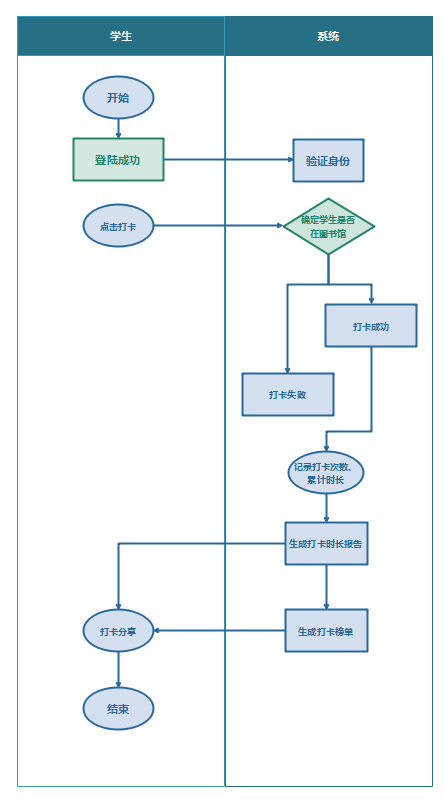 学生
系统
开始
登陆成功
验证身份
点击打卡
确定学生是否
在图书馆
打卡成功
打卡失败
记录打卡次数、
累计时长
生成打卡时长报告
打卡分享
生成打卡榜单
结束